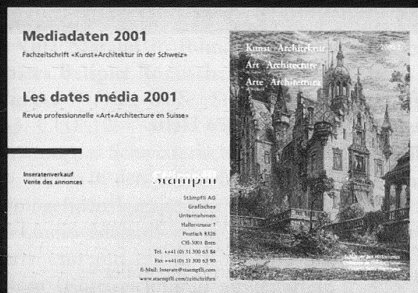 Mediadaten 2001
Fachzeitschrift «Kunst+Architektur in der Schweiz»
Les dates média 2001
Revue professionnelle «Art+Architecture en Suisse»
Inseratenverkauf
Vente des annonces
Stämpfli
Stämpfli AG
Grafisches
Unternehmen
Hallerstrasse 7
Postfach 8326
CH-3001 Bern
Tel. ++41 (0) 31 300 63 84
Fax ++41 (0) 31 300 63 90
E-Mail: inserate@staempfli.com
www.staempfli.com/zeitschriften
Kunst+Architektur
Art+Architecture
Arte+Architettura